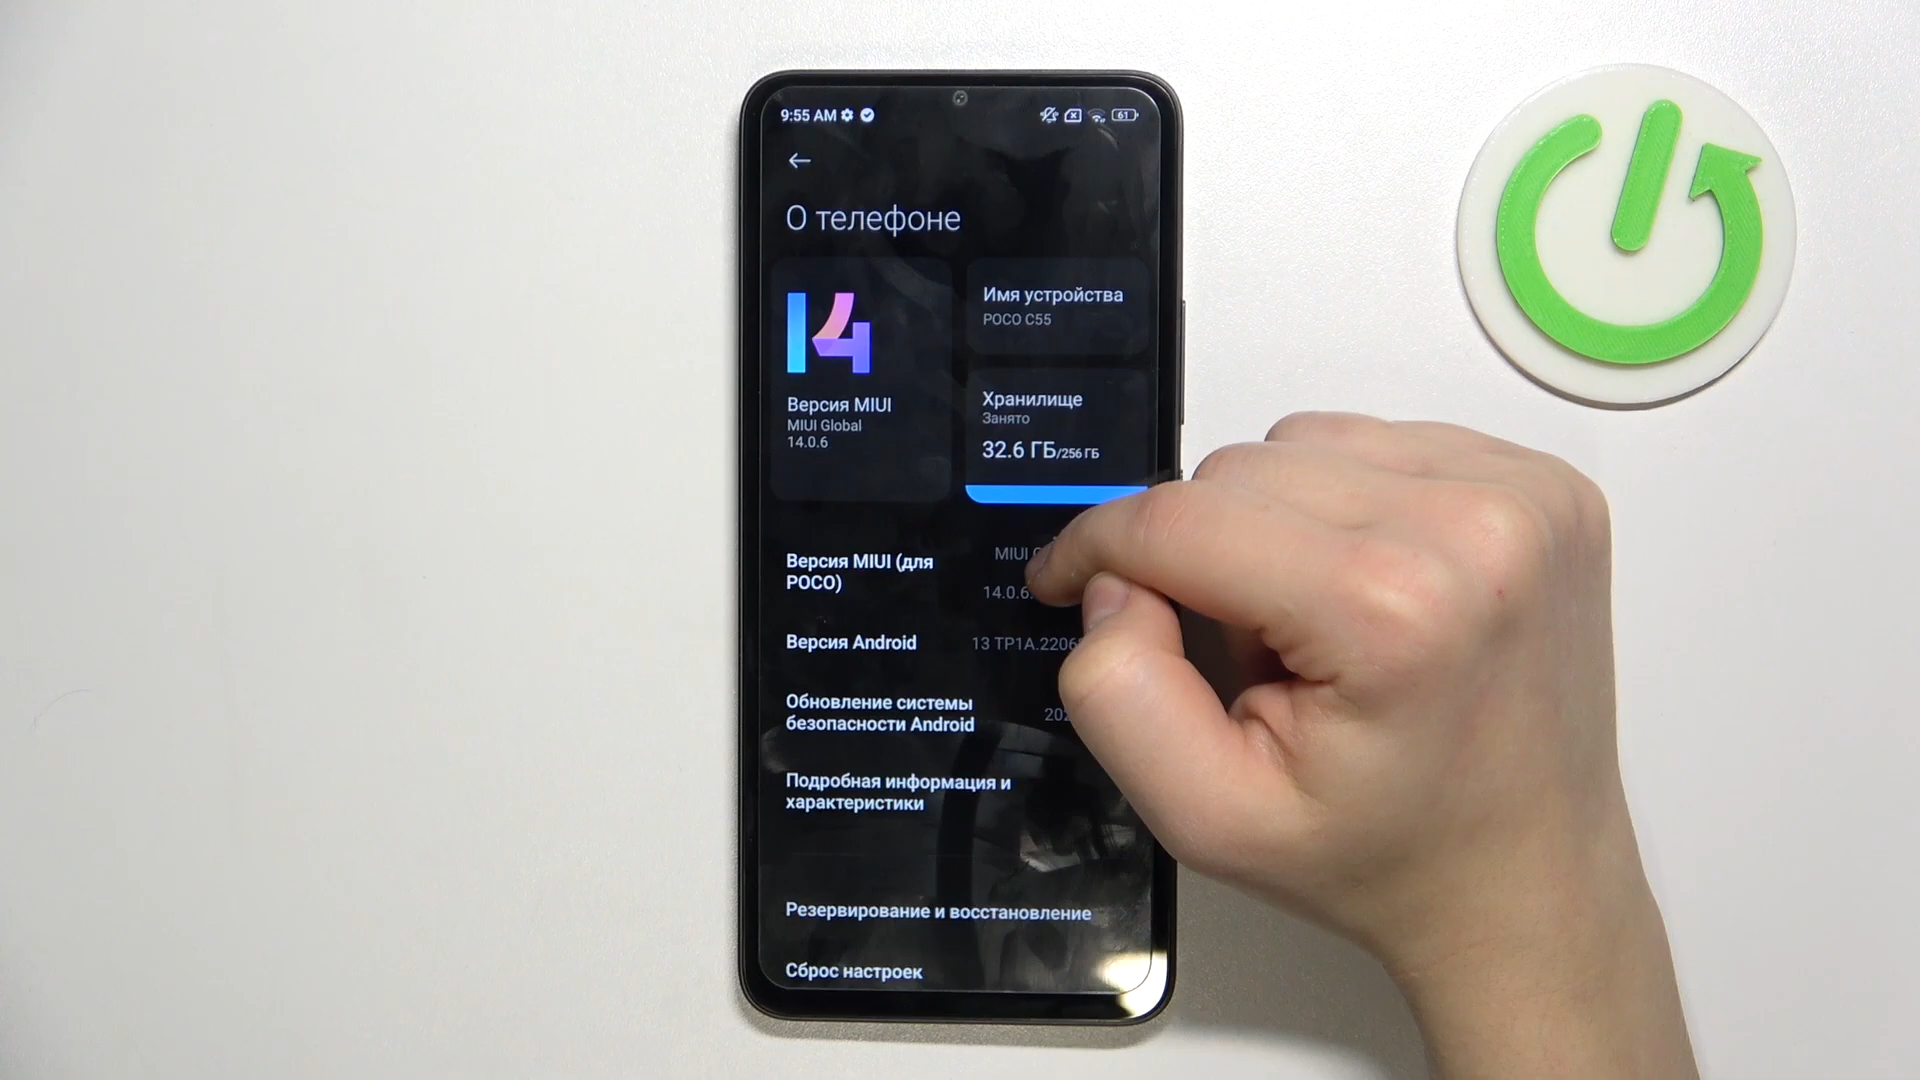 9:55 AM
61
О телефоне
Версия MIUI
MIUI Global
14.0.6
Имя устройства
POCO C55
Хранилище
Занято
32.6 ГБ/256 ГБ
Версия MIUI (для
POCO)
MIUI
14.0.6.
Версия Android
13 TP1A.2206
Обновление системы
безопасности Android
202
Подробная информация и
характеристики
Резервирование и восстановление
Сброс настроек